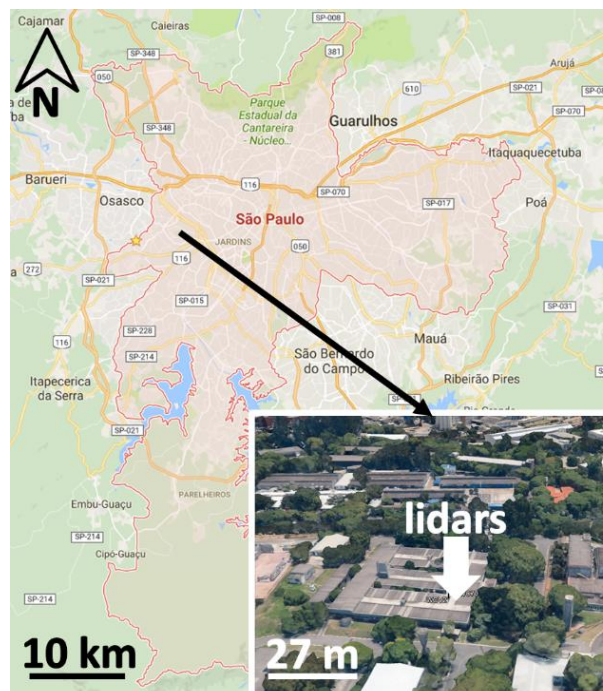 Cajamar
Caieiras
SP-008
SP-348
381
050
N
Parque
Estadual da
Cantareira -
Núcleo...
610
Arujá
SP-021
SP-070
SP-348
Guarulhos
Itaquaquecetuba
Barueri
116
SP-070
Osasco
SP-017
Poá
São Paulo
JARDINS
050
272
116
SP-021
SP-015
SP-031
SP-228
Mauá
116
SP-214
São Bernardo
do Campo
Ribeirão Pires
Itapecerica
da Serra
SP-021
lidars
PARELHEIROS
Embu-Guaçu
SP-214
Cipó-Guaçu
SP-214
10 km
27 m